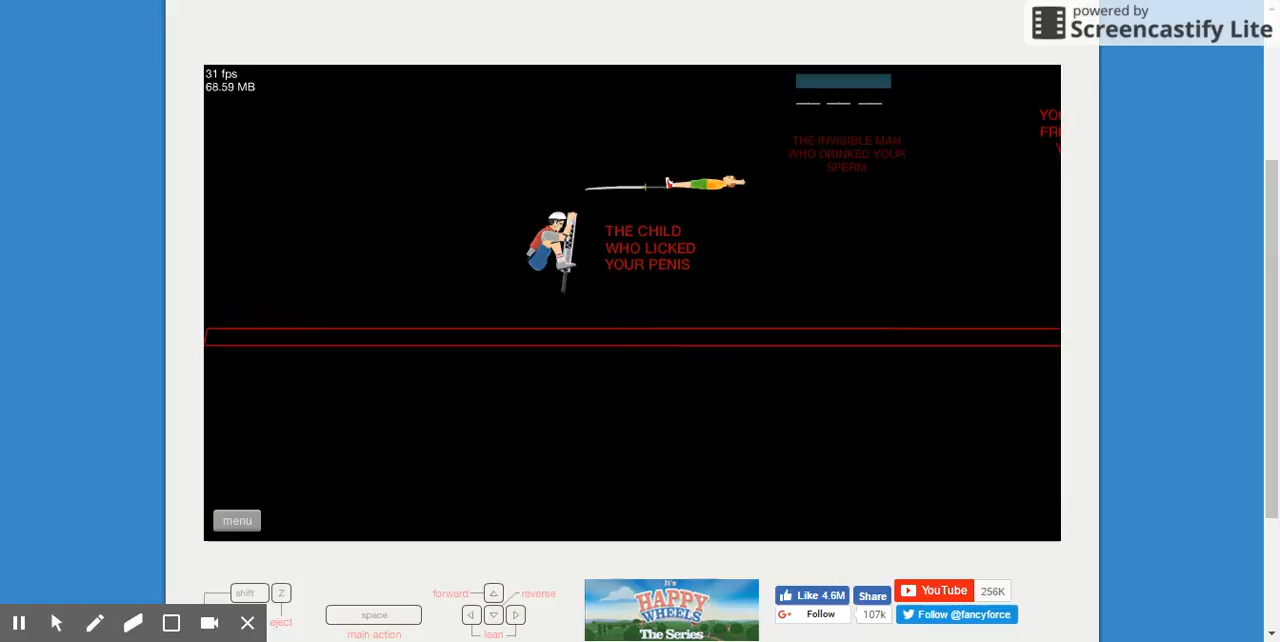 powered by
Screencastify Lite
31 fps
68.59 MB
THE INVISIBLE MAN
WHO DRINKED YOUR
SPERM
THE CHILD
WHO LICKED
YOUR PENIS
menu
shift
Z
eject
space
main action
forward
reverse
lean
It's
HAPPY
WHEELS
The Series
Like 4.6M
Share
YouTube
256K
G+ Follow
107k
Follow @fancyforce